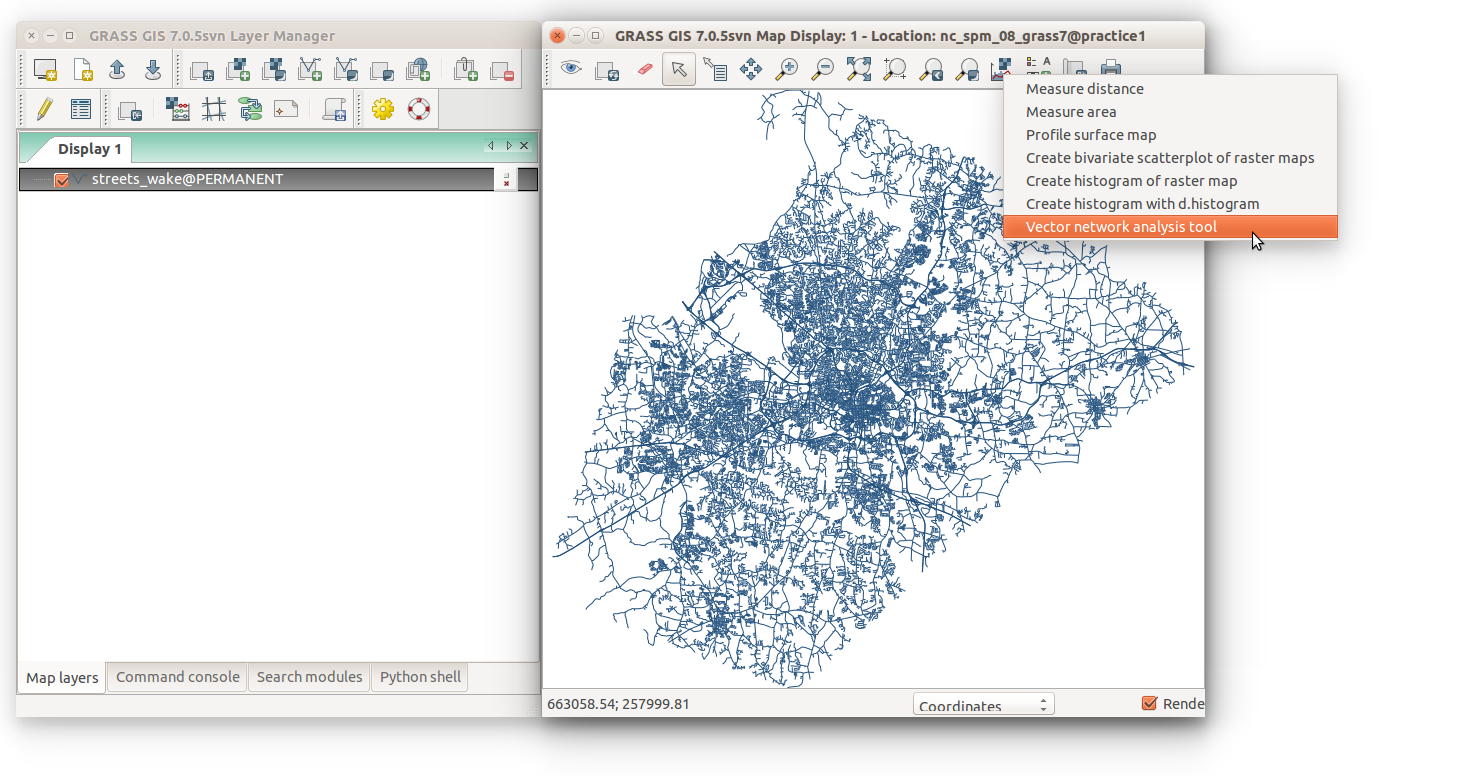 GRASS GIS 7.0.5svn Layer Manager
Display 1
streets_wake@PERMANENT
Map layers
Command console
Search modules
Python shell
GRASS GIS 7.0.5svn Map Display: 1 - Location: nc_spm_08_grass7@practice1
Measure distance
Measure area
Profile surface map
Create bivariate scatterplot of raster maps
Create histogram of raster map
Create histogram with d.histogram
Vector network analysis tool
663058.54; 257999.81
Coordinates
Rende